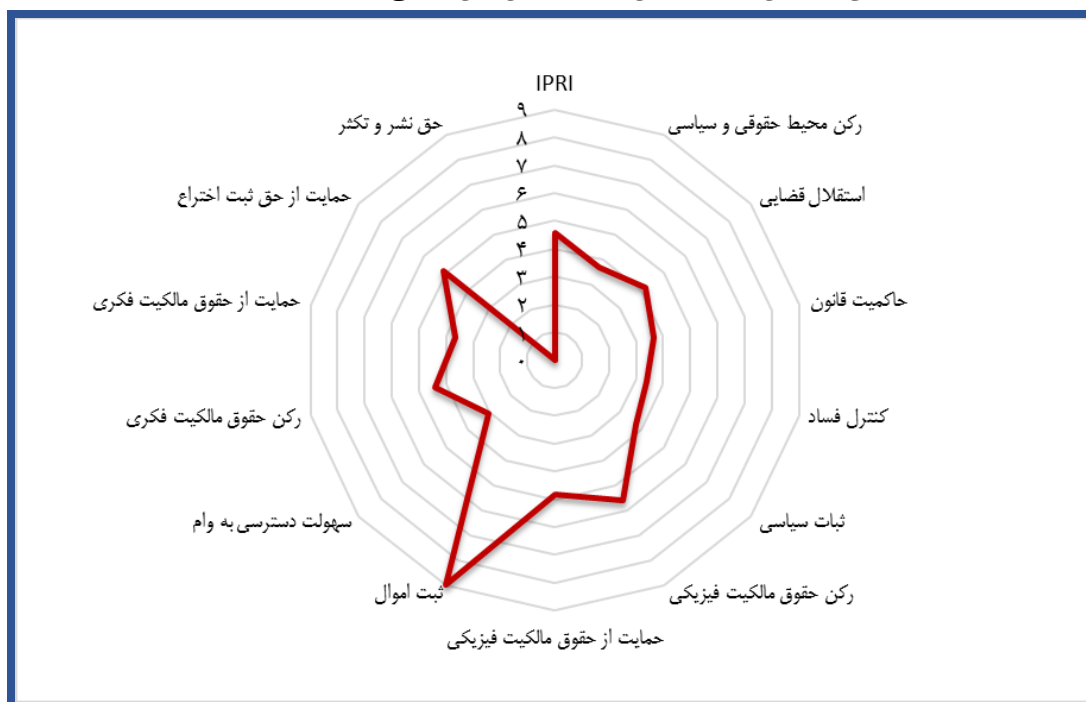 IPRI
رکن محیط حقوقی و سیاسی
استقلال قضایی
حاکمیت قانون
کنترل فساد
ثبات سیاسی
رکن حقوق مالکیت فیزیکی
حمایت از حقوق مالکیت فیزیکی
ثبت اموال
سهولت دسترسی به وام
رکن حقوق مالکیت فکری
حمایت از حقوق مالکیت فکری
حمایت از حق ثبت اختراع
حق نشر و تکثر
۹
۸
۷
۶
۵
۴
۳
۲
۱
۰